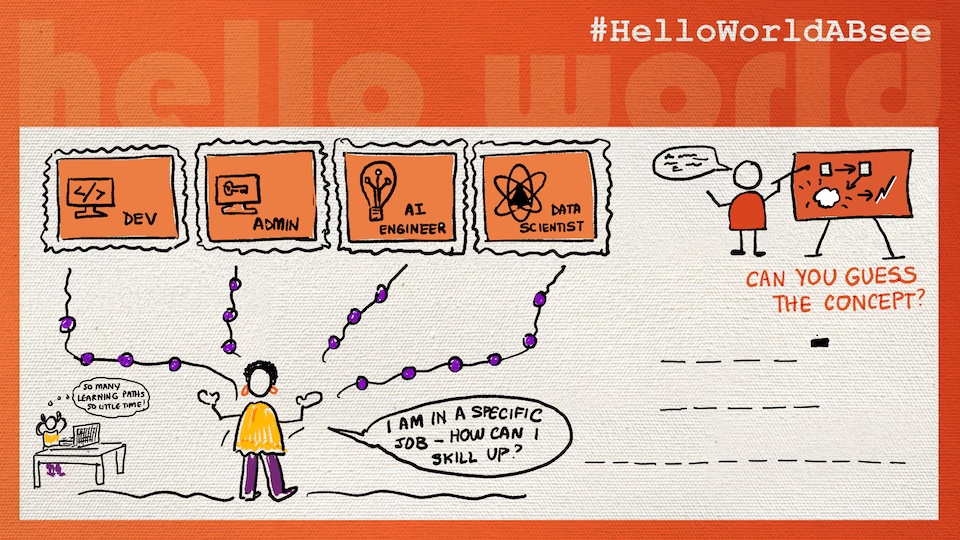 #HelloWorldABsee
hello world
</>
DEV
ADMIN
AI
ENGINEER
DATA
SCIENTIST
CAN YOU GUESS
THE CONCEPT?
SO MANY
LEARNING PATHS
SO LITTLE TIME!
I AM IN A SPECIFIC
JOB - HOW CAN I
SKILL UP?